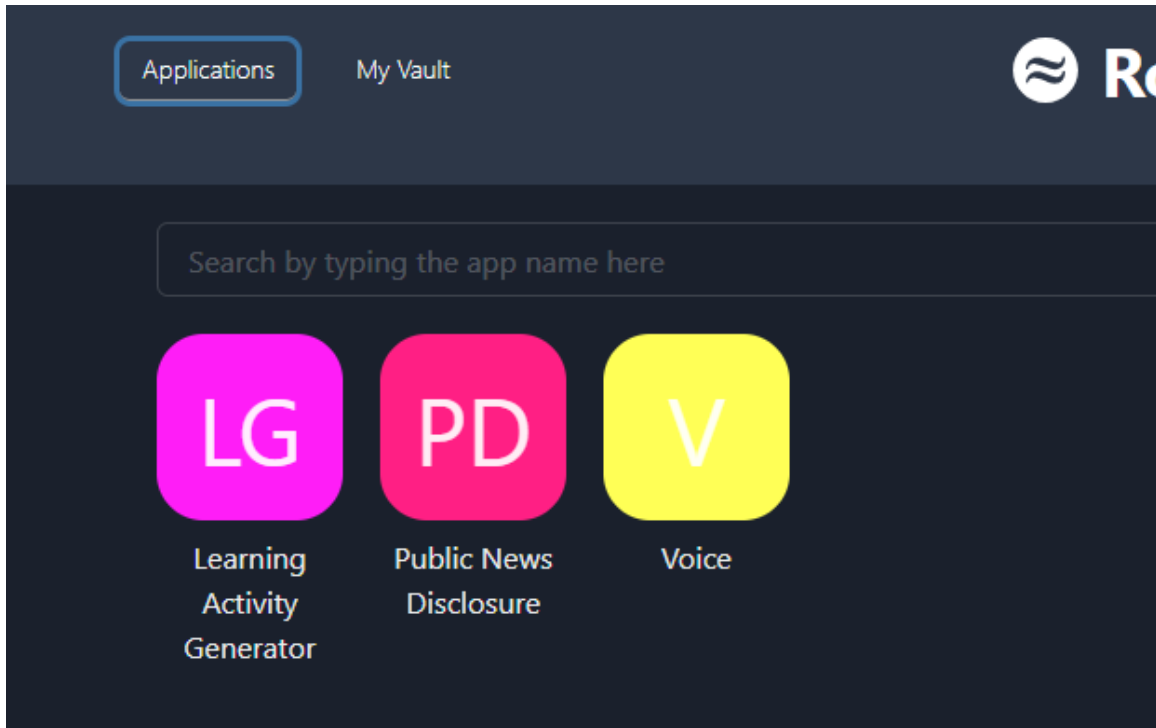 Applications My Vault
Search by typing the app name here
LG PD V
Learning Public News Voice
Activity Disclosure
Generator